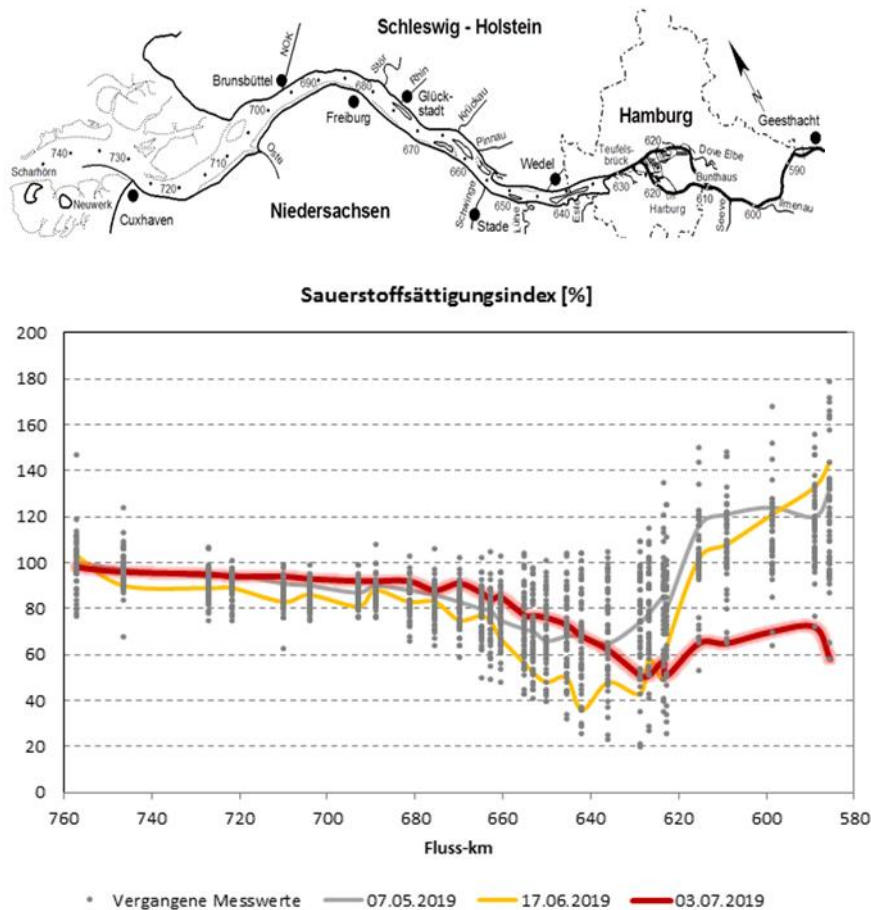 Schleswig - Holstein
NOK
Brunsbüttel
Stör
Rhin
Glück-
stadt
Krückau
Pinnau
Freiburg
Oste
Wedel
Hamburg
Geesthacht
Teufels-
brück
Dove Elbe
Bunthaus
Harburg
Seeve
Ilmenau
Scharhörn
Neuwerk
Cuxhaven
Niedersachsen
Schwinge
Stade
Lühe
Este
N
740
730
720
710
700
690
680
670
660
650
640
630
620
620
610
600
590
Sauerstoffsättigungsindex [%]
200
180
160
140
120
100
80
60
40
20
0
760 740 720 700 680 660 640 620 600 580
Fluss-km
Vergangene Messwerte 07.05.2019 17.06.2019 03.07.2019